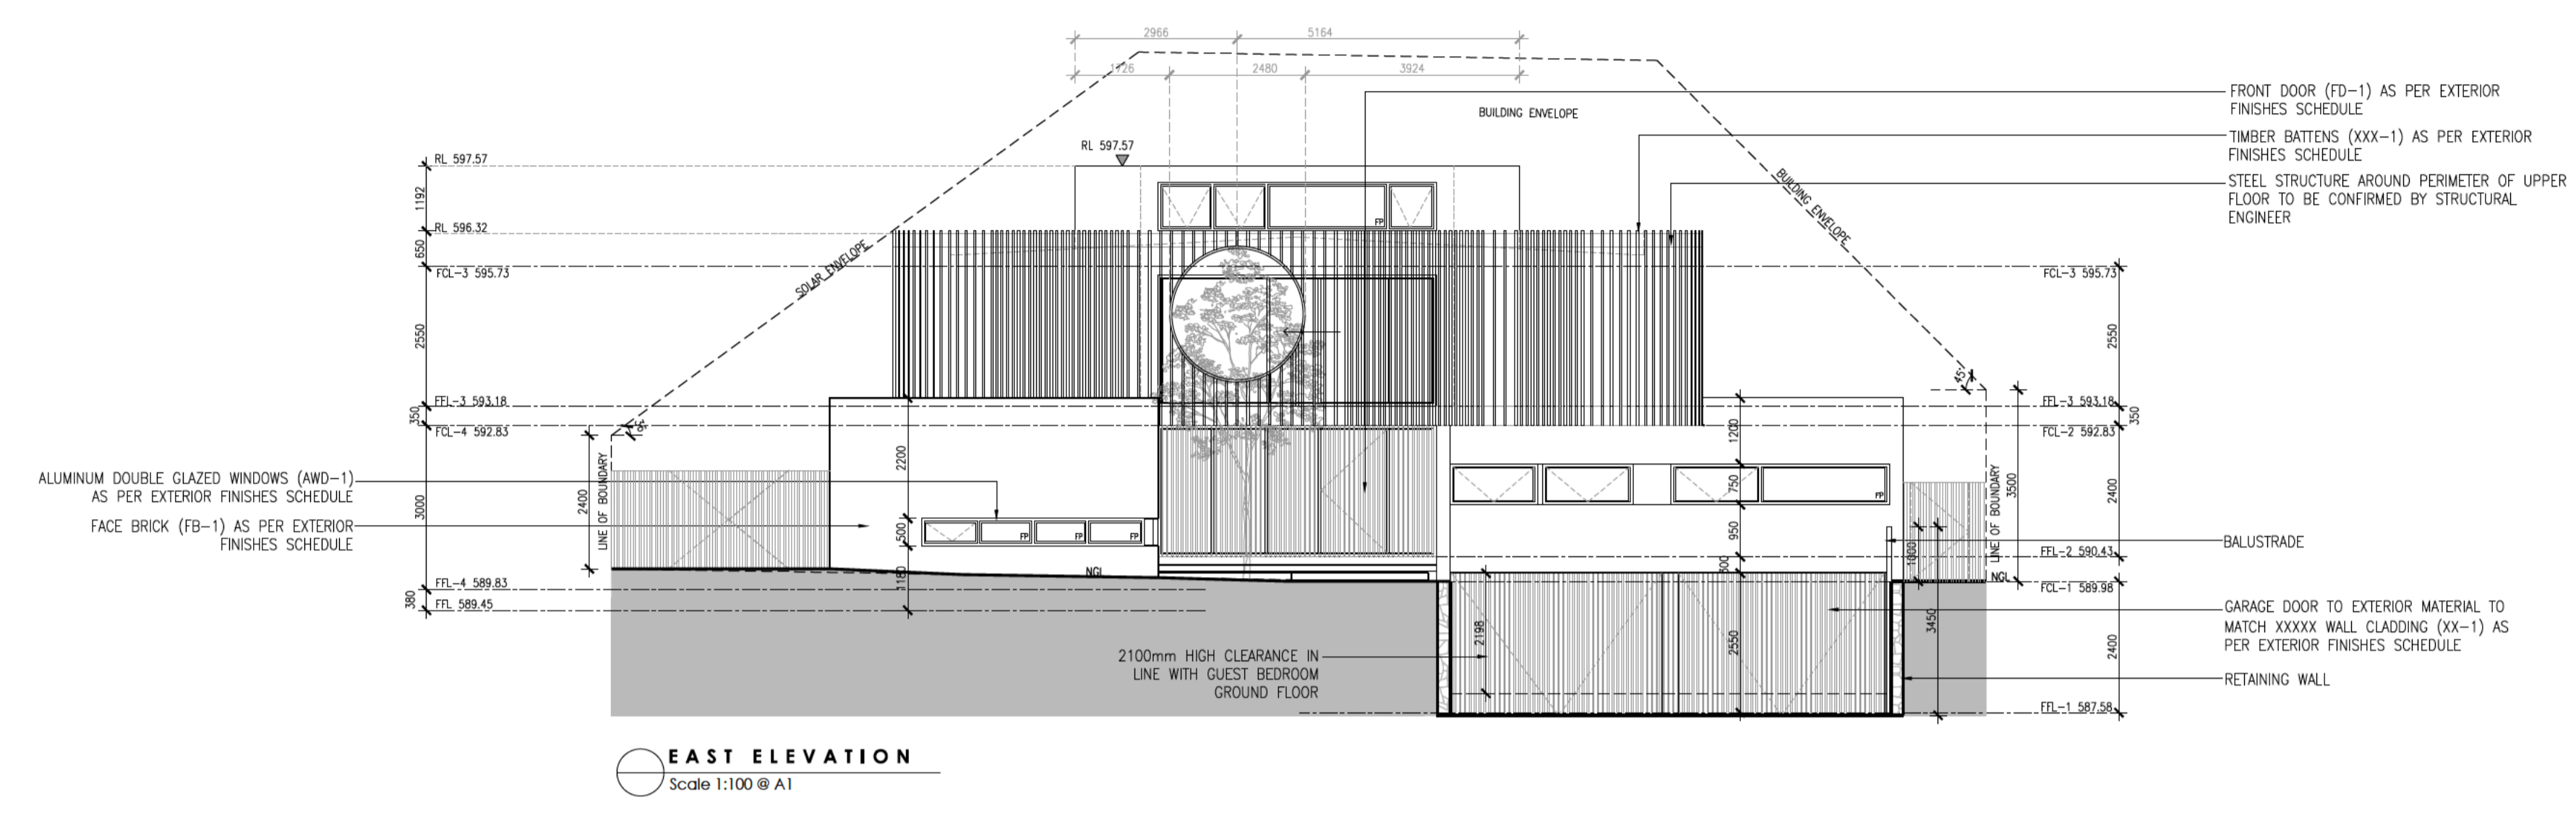 2966
5164
1726
2480
3924
FRONT DOOR (FD-1) AS PER EXTERIOR
FINISHES SCHEDULE
BUILDING ENVELOPE
TIMBER BATTENS (XXX-1) AS PER EXTERIOR
FINISHES SCHEDULE
RL 597.57
RL 597.57
STEEL STRUCTURE AROUND PERIMETER OF UPPER
FLOOR TO BE CONFIRMED BY STRUCTURAL
ENGINEER
BUILDING ENVELOPE
1192
FP
RL 596.32
650
SOLAR ENVELOPE
FCL-3 595.73
FCL-3 595.73
2550
2550
45°
FFL-3 593.18
FFL-3 593.18
350
350
FCL-4 592.83
FCL-2 592.83
1200
2200
LINE OF BOUNDARY
LINE OF BOUNDARY
ALUMINUM DOUBLE GLAZED WINDOWS (AWD-1)
AS PER EXTERIOR FINISHES SCHEDULE
3000
2400
750
FP
3500
2400
FACE BRICK (FB-1) AS PER EXTERIOR
FINISHES SCHEDULE
500
FP
FP
FP
950
BALUSTRADE
1000
FFL-2 590.43
300
NGL
NGL
FFL-4 589.83
1180
FCL-1 589.98
380
FFL 589.45
GARAGE DOOR TO EXTERIOR MATERIAL TO
MATCH XXXXX WALL CLADDING (XX-1) AS
PER EXTERIOR FINISHES SCHEDULE
2198
2550
3450
2400
2100mm HIGH CLEARANCE IN
LINE WITH GUEST BEDROOM
GROUND FLOOR
RETAINING WALL
FFL-1 587.58
EAST ELEVATION
Scale 1:100 @ A1